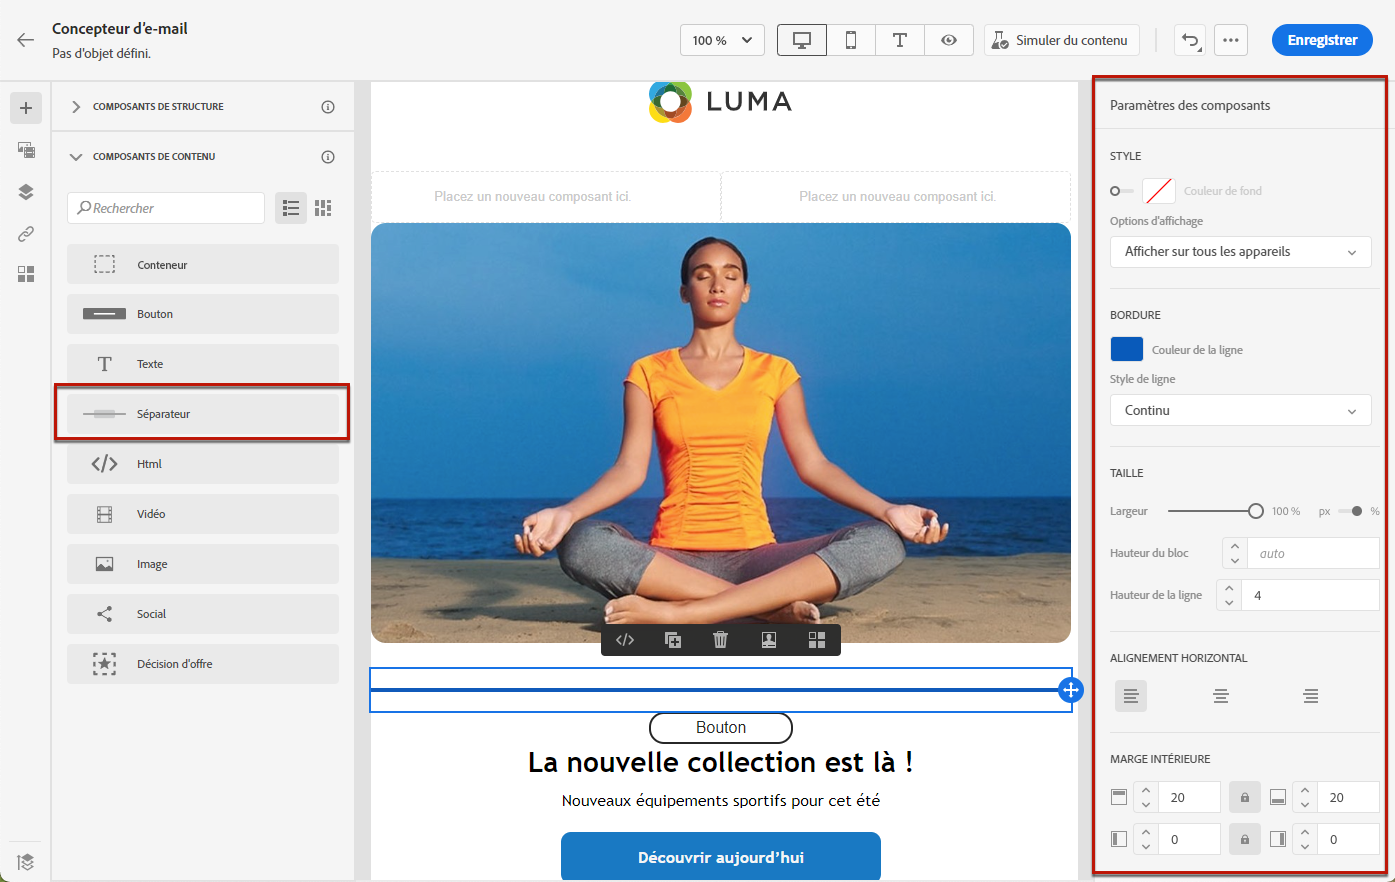 Concepteur d'e-mail
Pas d'objet défini.
100 %
Simuler du contenu
Enregistrer
COMPOSANTS DE STRUCTURE
COMPOSANTS DE CONTENU
Rechercher
Conteneur
Bouton
Texte
Séparateur
Html
Vidéo
Image
Social
Décision d'offre
LUMA
Placez un nouveau composant ici.
Placez un nouveau composant ici.
Bouton
La nouvelle collection est là !
Nouveaux équipements sportifs pour cet été
Découvrir aujourd'hui
Paramètres des composants
STYLE
Couleur de fond
Options d'affichage
Afficher sur tous les appareils
BORDURE
Couleur de la ligne
Style de ligne
Continu
TAILLE
Largeur 100 % px %
Hauteur du bloc auto
Hauteur de la ligne 4
ALIGNEMENT HORIZONTAL
MARGE INTÉRIEURE
20 20
0 0